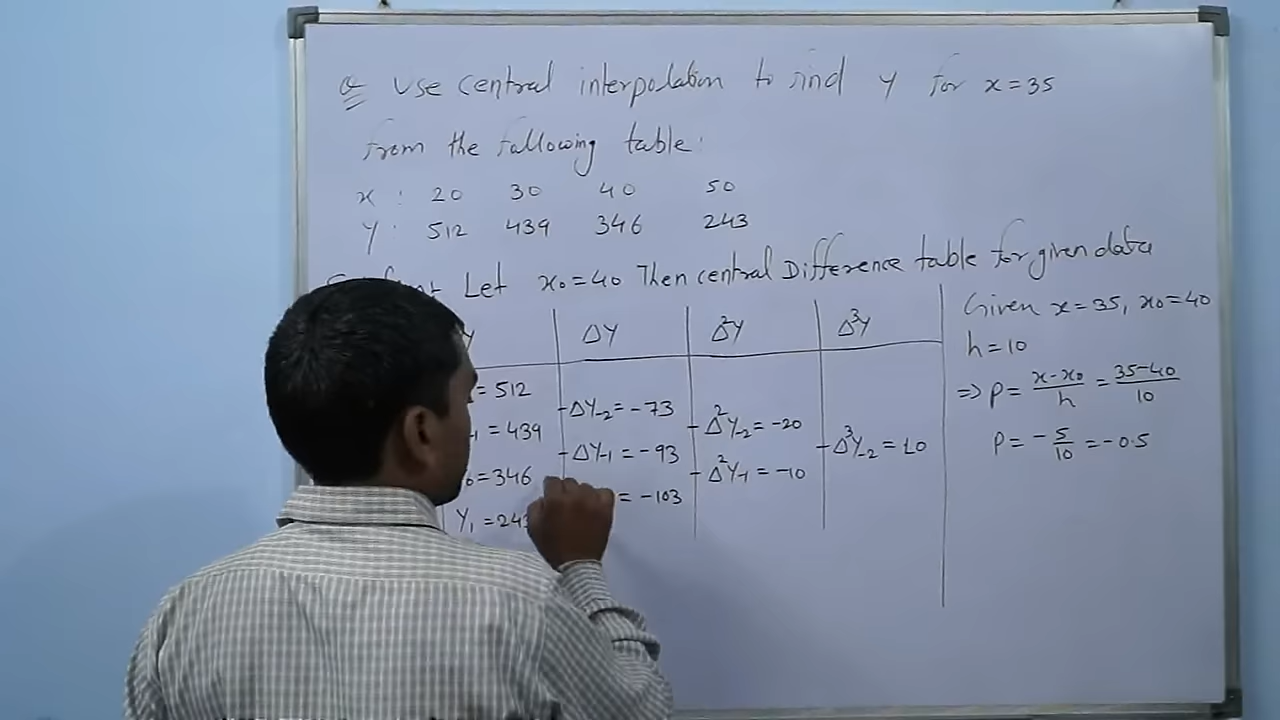 Q Use central interpolation to find y for x = 35
from the following table:
x : 20 30 40 50
y : 512 439 346 243
Let x₀ = 40 Then central Difference table for given data
Y ΔY Δ²Y Δ³Y
= 512
ΔY₋₂ = -73
Δ²Y₋₂ = -20
= 439
ΔY₋₁ = -93
Δ³Y₋₂ = 10
Δ²Y₋₁ = -10
= 346
= -103
Y₁ = 243
Given x = 35, x₀ = 40
h = 10
⇒ P = x - x₀ / h = 35 - 40 / 10
P = - 5/10 = -0.5